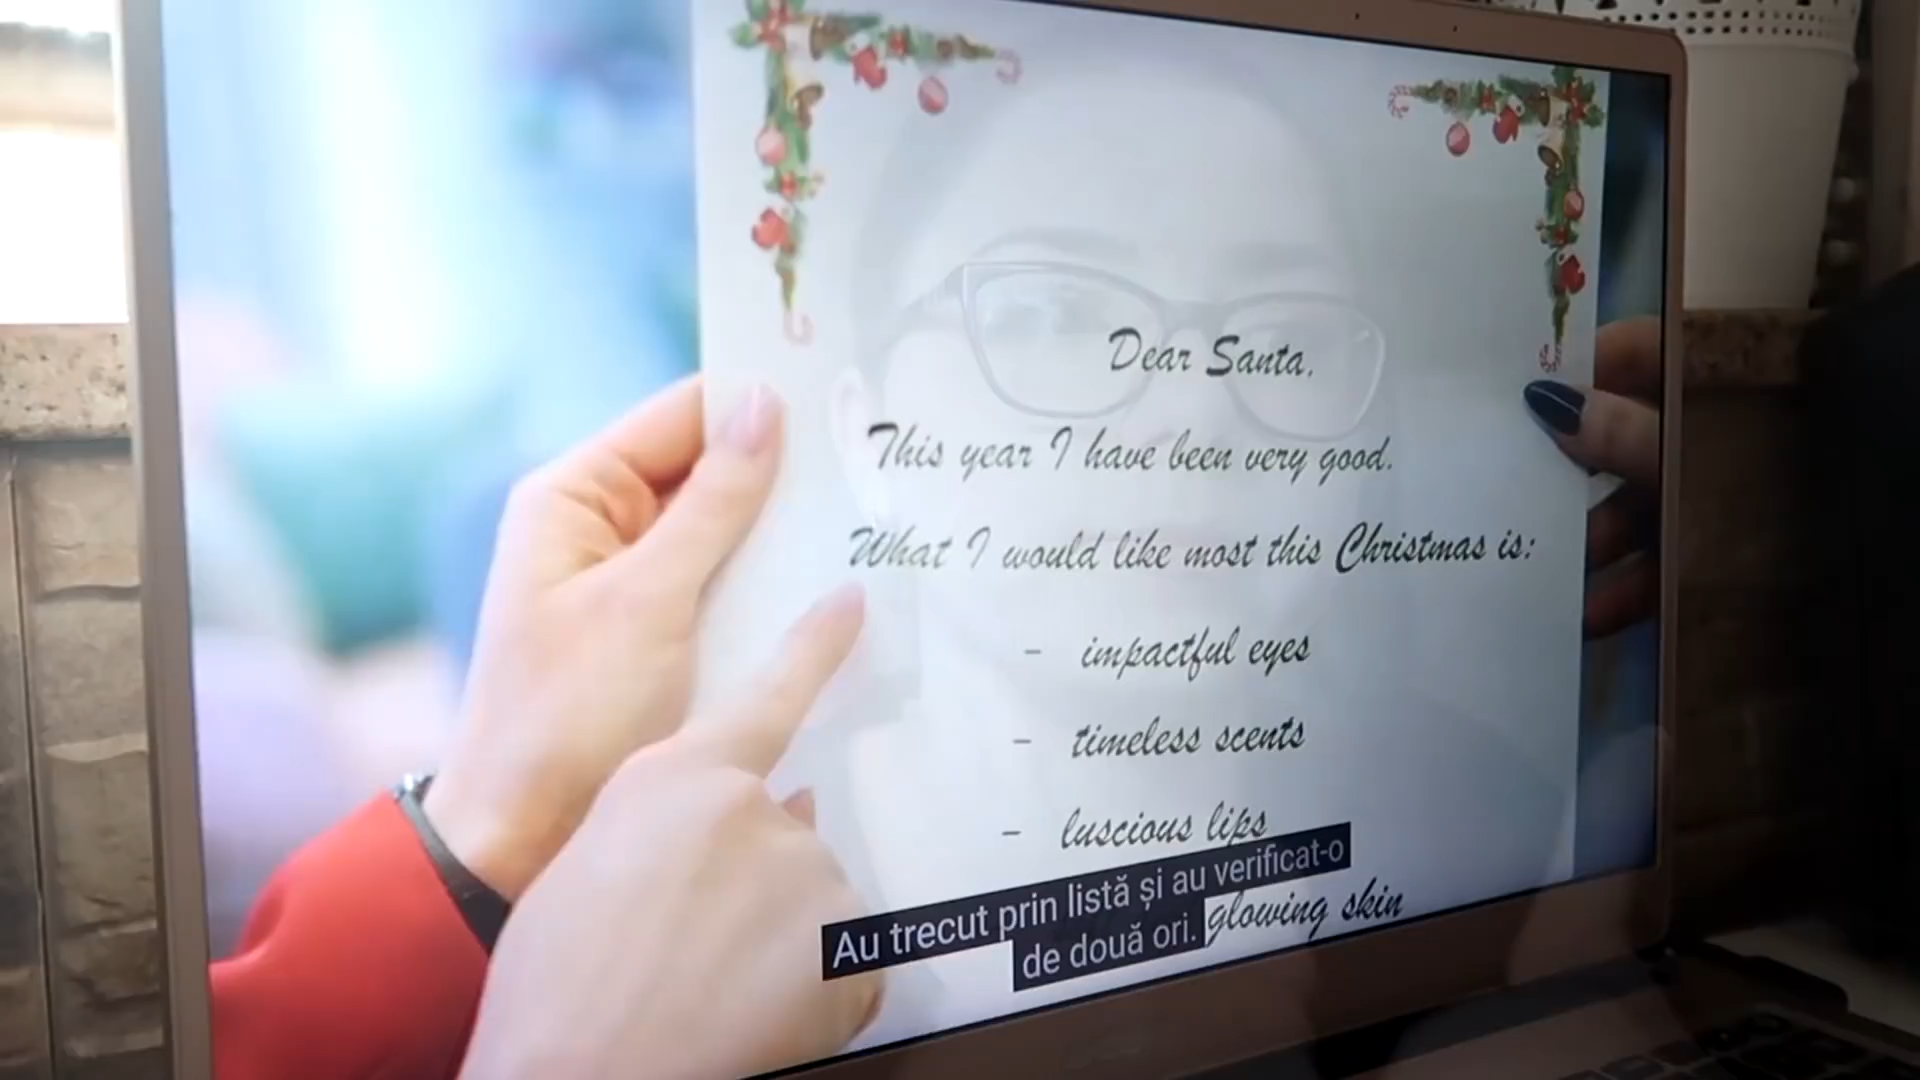 Dear Santa,
This year I have been very good.
What I would like most this Christmas is:
- impactful eyes
- timeless scents
- luscious lips
glowing skin
Au trecut prin listă și au verificat-o
de două ori.